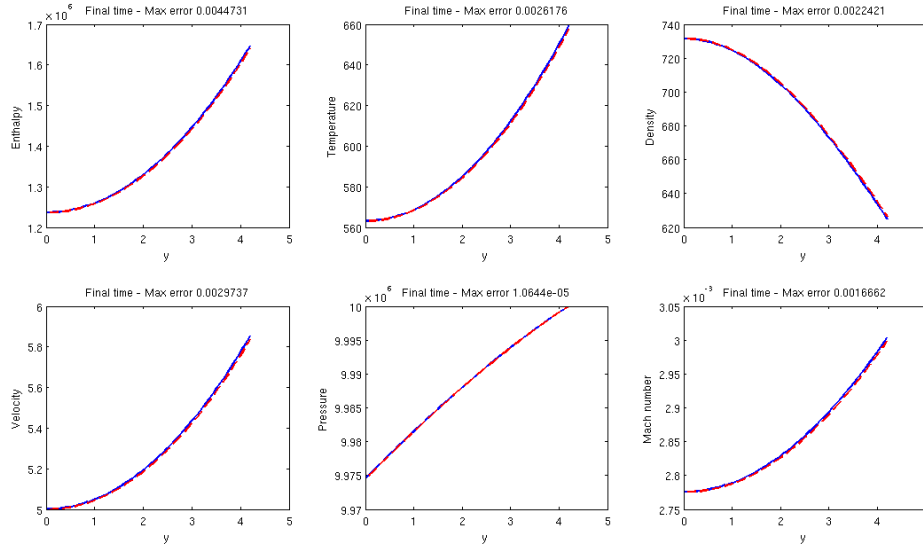 Final time - Max error 0.0044731
× 10⁶
1.7
1.6
1.5
1.4
1.3
1.2
Enthalpy
0 1 2 3 4 5
y
Final time - Max error 0.0026176
660
640
620
600
580
560
Temperature
0 1 2 3 4 5
y
Final time - Max error 0.0022421
740
720
700
680
660
640
620
Density
0 1 2 3 4
y
Final time - Max error 0.0029737
6
5.8
5.6
5.4
5.2
5
Velocity
0 1 2 3 4 5
y
× 10⁶ Final time - Max error 1.0644e-05
10
9.995
9.99
9.985
9.98
9.975
9.97
Pressure
0 1 2 3 4 5
y
× 10⁻³ Final time - Max error 0.0016662
3.05
3
2.95
2.9
2.85
2.8
2.75
Mach number
0 1 2 3 4
y